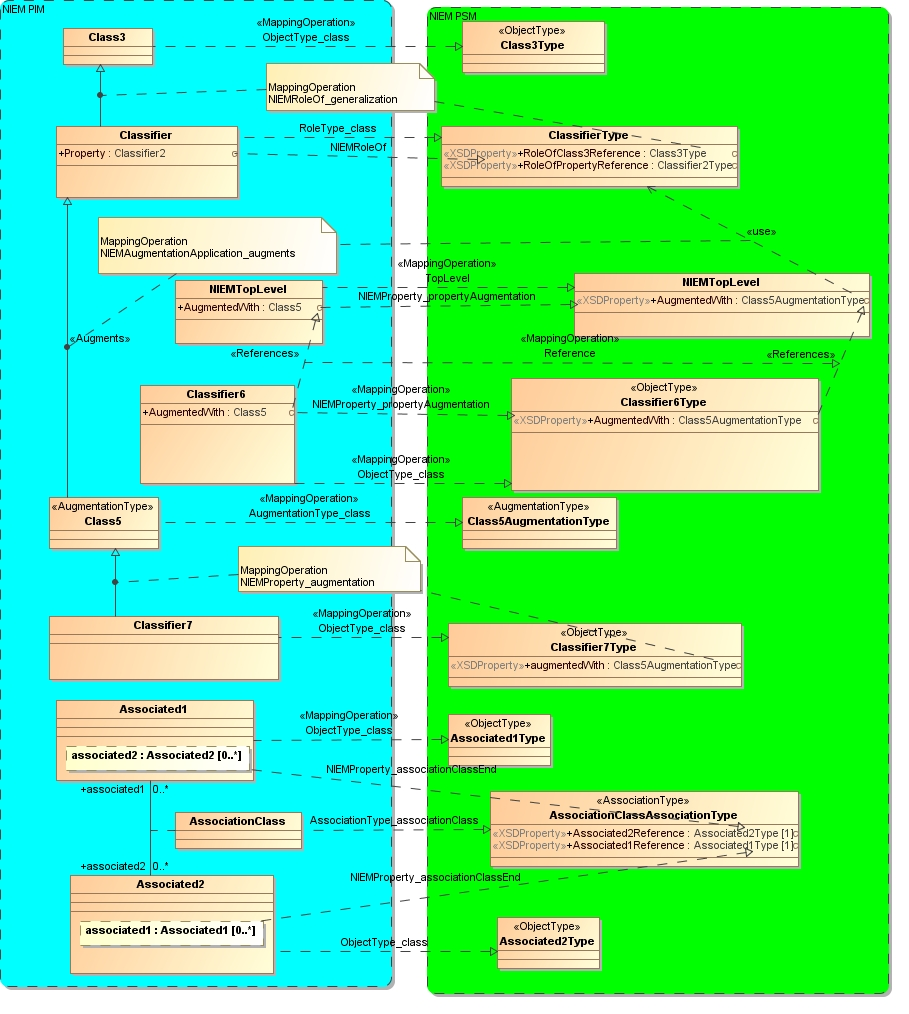 NIEM PIM
NIEM PSM
Class3
«MappingOperation»
ObjectType_class
«ObjectType»
Class3Type
MappingOperation
NIEMRoleOf_generalization
Classifier
+Property : Classifier2
RoleType_class
NIEMRoleOf
ClassifierType
«XSDProperty»+RoleOfClass3Reference : Class3Type
«XSDProperty»+RoleOfPropertyReference : Classifier2Type
MappingOperation
NIEMAugmentationApplication_augments
«use»
«MappingOperation»
TopLevel
NIEMTopLevel
+AugmentedWith : Class5
NIEMProperty_propertyAugmentation
NIEMTopLevel
«XSDProperty»+AugmentedWith : Class5AugmentationType
«Augments»
«References»
«MappingOperation»
Reference
«References»
Classifier6
+AugmentedWith : Class5
«MappingOperation»
NIEMProperty_propertyAugmentation
«ObjectType»
Classifier6Type
«XSDProperty»+AugmentedWith : Class5AugmentationType
«MappingOperation»
ObjectType_class
«AugmentationType»
Class5
«MappingOperation»
AugmentationType_class
«AugmentationType»
Class5AugmentationType
MappingOperation
NIEMProperty_augmentation
Classifier7
«MappingOperation»
ObjectType_class
«ObjectType»
Classifier7Type
«XSDProperty»+augmentedWith : Class5AugmentationType
Associated1
associated2 : Associated2 [0..*]
«MappingOperation»
ObjectType_class
«ObjectType»
Associated1Type
NIEMProperty_associationClassEnd
+associated1 0..*
AssociationClass
AssociationType_associationClass
«AssociationType»
AssociationClassAssociationType
«XSDProperty»+Associated2Reference : Associated2Type [1]
«XSDProperty»+Associated1Reference : Associated1Type [1]
+associated2 0..*
NIEMProperty_associationClassEnd
Associated2
associated1 : Associated1 [0..*]
ObjectType_class
«ObjectType»
Associated2Type